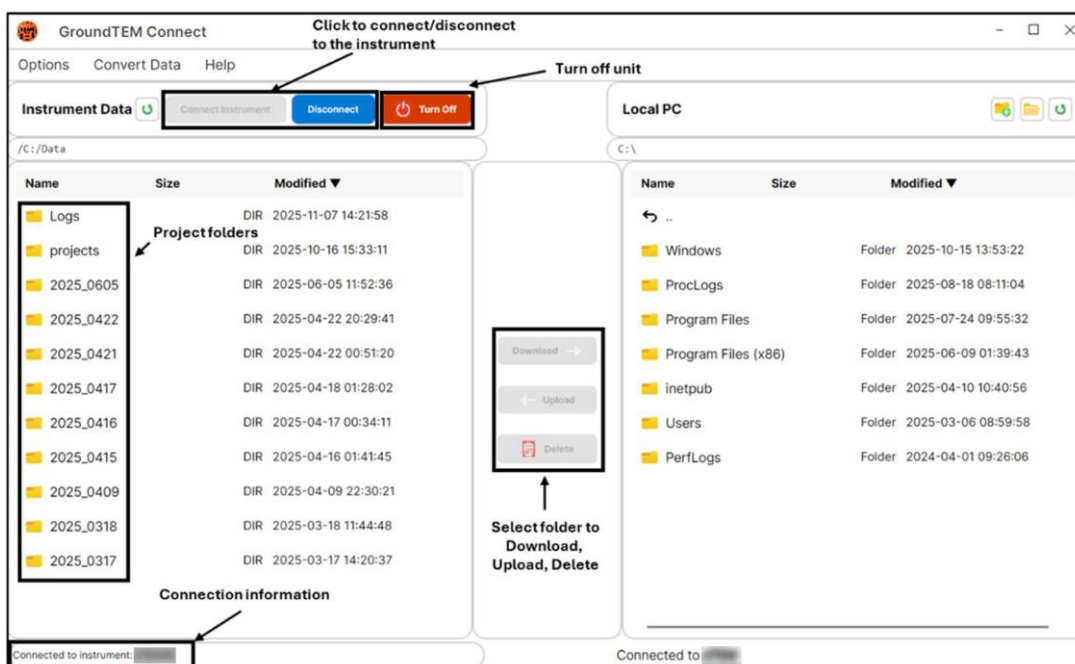 GroundTEM Connect
Click to connect/disconnect
to the instrument
Options Convert Data Help
Turn off unit
Instrument Data Connect Instrument Disconnect Turn Off
Local PC
/C:/Data
C:\
Name Size Modified ▼
Name Size Modified ▼
Logs DIR 2025-11-07 14:21:58
Project folders
projects DIR 2025-10-16 15:33:11
2025_0605 DIR 2025-06-05 11:52:36
2025_0422 DIR 2025-04-22 20:29:41
2025_0421 DIR 2025-04-22 00:51:20
2025_0417 DIR 2025-04-18 01:28:02
2025_0416 DIR 2025-04-17 00:34:11
2025_0415 DIR 2025-04-16 01:41:45
2025_0409 DIR 2025-04-09 22:30:21
2025_0318 DIR 2025-03-18 11:44:48
2025_0317 DIR 2025-03-17 14:20:37
Download
Upload
Delete
Select folder to
Download,
Upload, Delete
..
Windows Folder 2025-10-15 13:53:22
ProcLogs Folder 2025-08-18 08:11:04
Program Files Folder 2025-07-24 09:55:32
Program Files (x86) Folder 2025-06-09 01:39:43
inetpub Folder 2025-04-10 10:40:56
Users Folder 2025-03-06 08:59:58
PerfLogs Folder 2024-04-01 09:26:06
Connection information
Connected to instrument:
Connected to